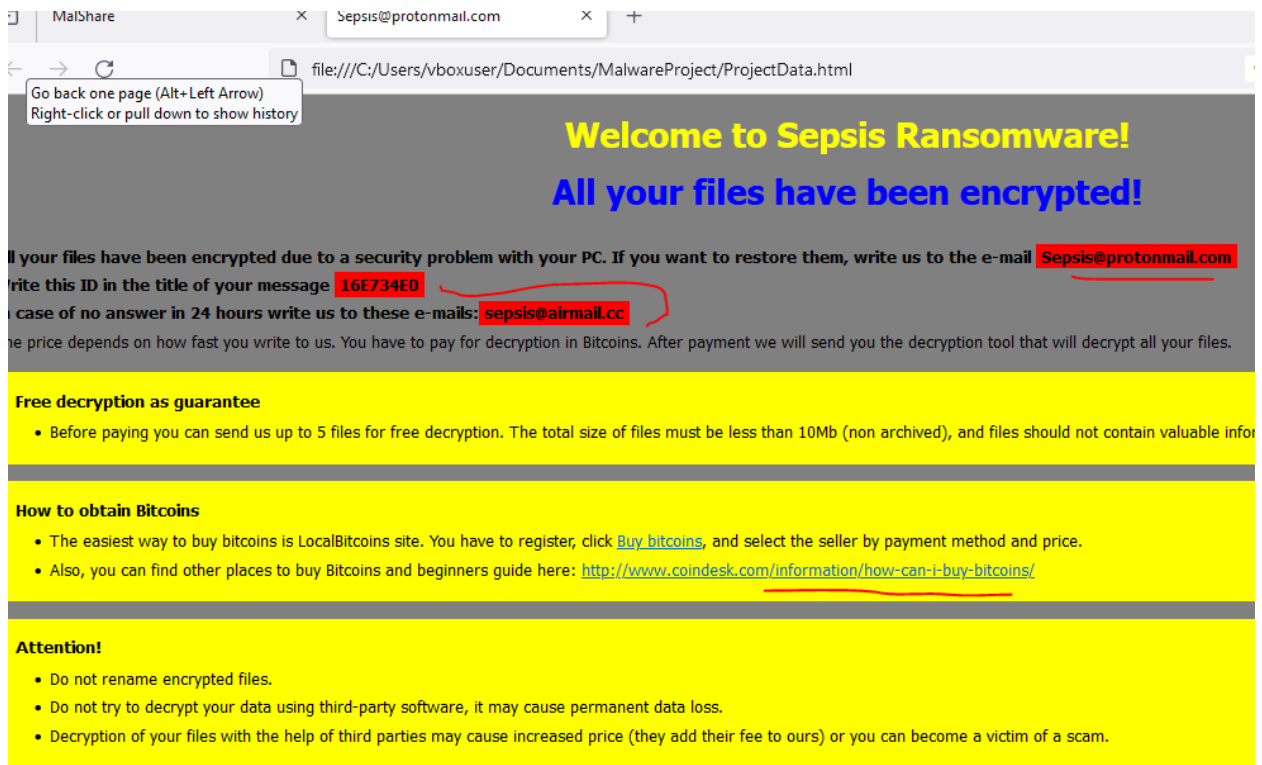 MalShare
Sepsis@protonmail.com
file:///C:/Users/vboxuser/Documents/MalwareProject/ProjectData.html
Go back one page (Alt+Left Arrow)
Right-click or pull down to show history
Welcome to Sepsis Ransomware!
All your files have been encrypted!
ll your files have been encrypted due to a security problem with your PC. If you want to restore them, write us to the e-mail Sepsis@protonmail.com
rite this ID in the title of your message 16E734E0
case of no answer in 24 hours write us to these e-mails: sepsis@airmail.cc
he price depends on how fast you write to us. You have to pay for decryption in Bitcoins. After payment we will send you the decryption tool that will decrypt all your files.
Free decryption as guarantee
• Before paying you can send us up to 5 files for free decryption. The total size of files must be less than 10Mb (non archived), and files should not contain valuable infor
How to obtain Bitcoins
• The easiest way to buy bitcoins is LocalBitcoins site. You have to register, click Buy bitcoins, and select the seller by payment method and price.
• Also, you can find other places to buy Bitcoins and beginners guide here: http://www.coindesk.com/information/how-can-i-buy-bitcoins/
Attention!
• Do not rename encrypted files.
• Do not try to decrypt your data using third-party software, it may cause permanent data loss.
• Decryption of your files with the help of third parties may cause increased price (they add their fee to ours) or you can become a victim of a scam.